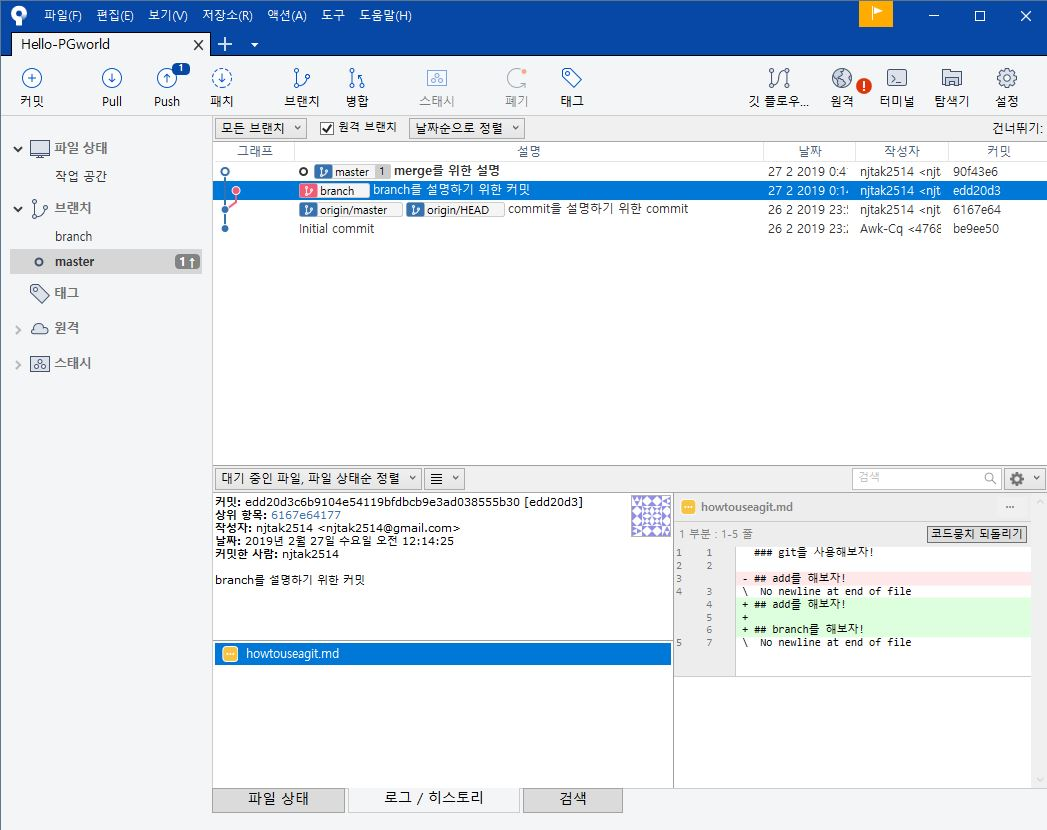 파일(F) 편집(E) 보기(V) 저장소(R) 액션(A) 도구 도움말(H)
Hello-PGworld
1
커밋 Pull Push 패치 브랜치 병합 스태시 폐기 태그 깃 플로우... 원격 터미널 탐색기 설정
파일 상태
작업 공간
브랜치
branch
master 1↑
태그
원격
스태시
모든 브랜치 원격 브랜치 날짜순으로 정렬 건너뛰기:
그래프 설명 날짜 작성자 커밋
master 1 merge를 위한 설명 27 2 2019 0:4 njtak2514 <njt 90f43e6
branch branch를 설명하기 위한 커밋 27 2 2019 0:1 njtak2514 <njt edd20d3
origin/master origin/HEAD commit을 설명하기 위한 commit 26 2 2019 23: njtak2514 <njt 6167e64
Initial commit 26 2 2019 23:2 Awk-Cq <4768 be9ee50
대기 중인 파일, 파일 상태순 정렬 검색
커밋: edd20d3c6b9104e54119bfdbcb9e3ad038555b30 [edd20d3]
상위 항목: 6167e64177
작성자: njtak2514 <njtak2514@gmail.com>
날짜: 2019년 2월 27일 수요일 오전 12:14:25
커밋한 사람: njtak2514
branch를 설명하기 위한 커밋
howtouseagit.md
howtouseagit.md ...
1 부분 : 1-5 줄 코드뭉치 되돌리기
1 1 ### git을 사용해보자!
2 2
3 - ## add를 해보자!
4 3 \ No newline at end of file
4 + ## add를 해보자!
5 +
6 + ## branch를 해보자!
5 7 \ No newline at end of file
파일 상태 로그 / 히스토리 검색